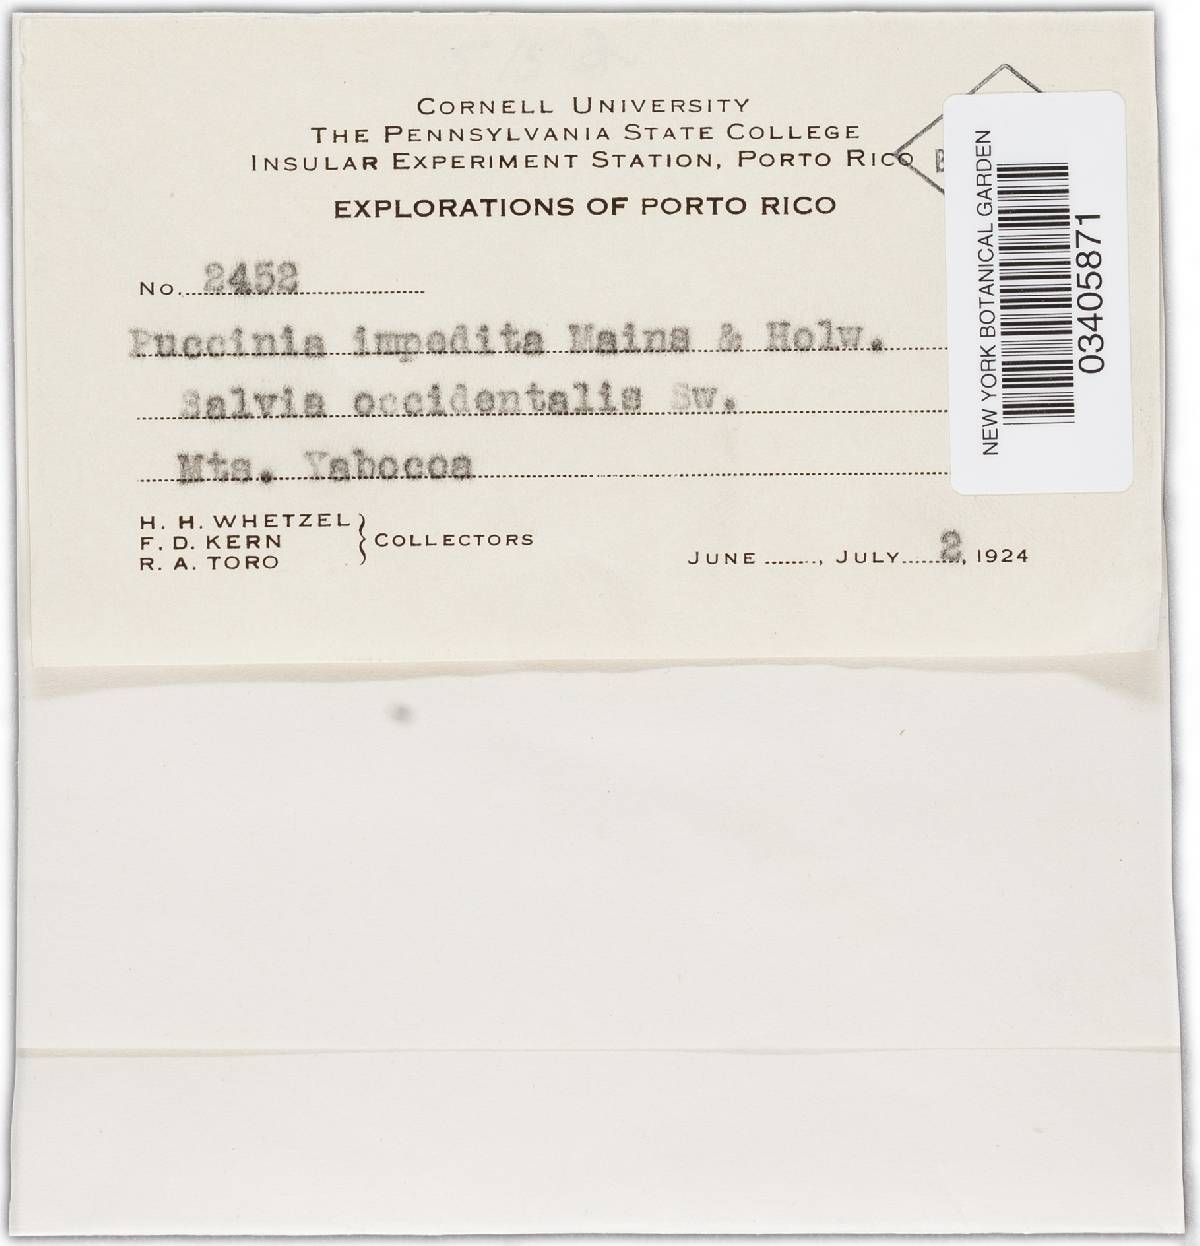 CORNELL UNIVERSITY
THE PENNSYLVANIA STATE COLLEGE
INSULAR EXPERIMENT STATION, PORTO RICO
EXPLORATIONS OF PORTO RICO
No. 2452
Puccinia impedita Mains & Holw.
Salvia occidentalis Sw.
Mts. Yabocoa
H. H. WHETZEL
F. D. KERN
R. A. TORO
COLLECTORS
JUNE ........, JULY 2, 1924
NEW YORK BOTANICAL GARDEN
03405871